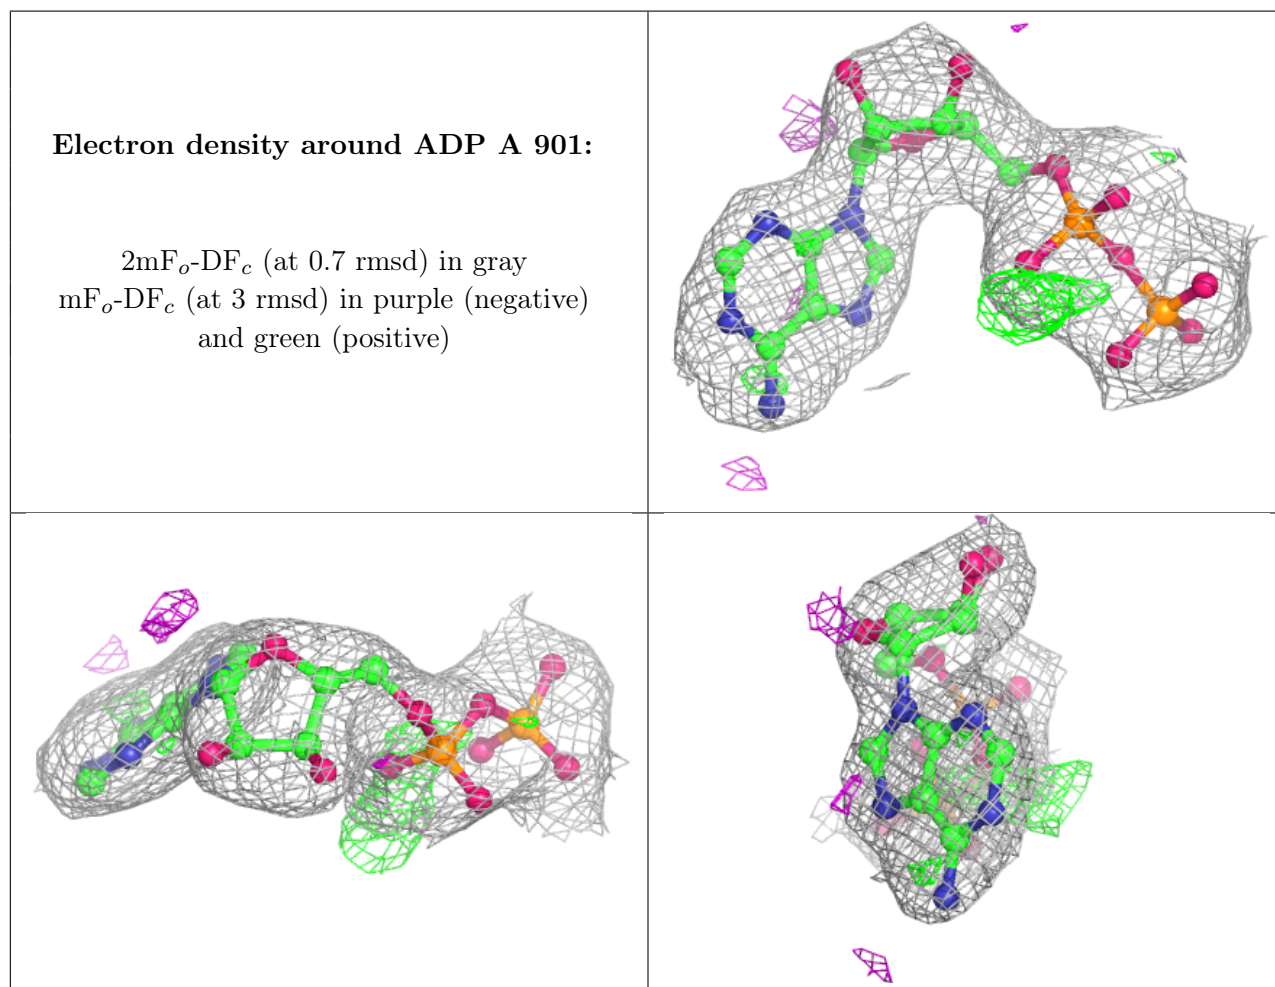 Electron density around ADP A 901:
2mFo-DFc (at 0.7 rmsd) in gray
mFo-DFc (at 3 rmsd) in purple (negative)
and green (positive)